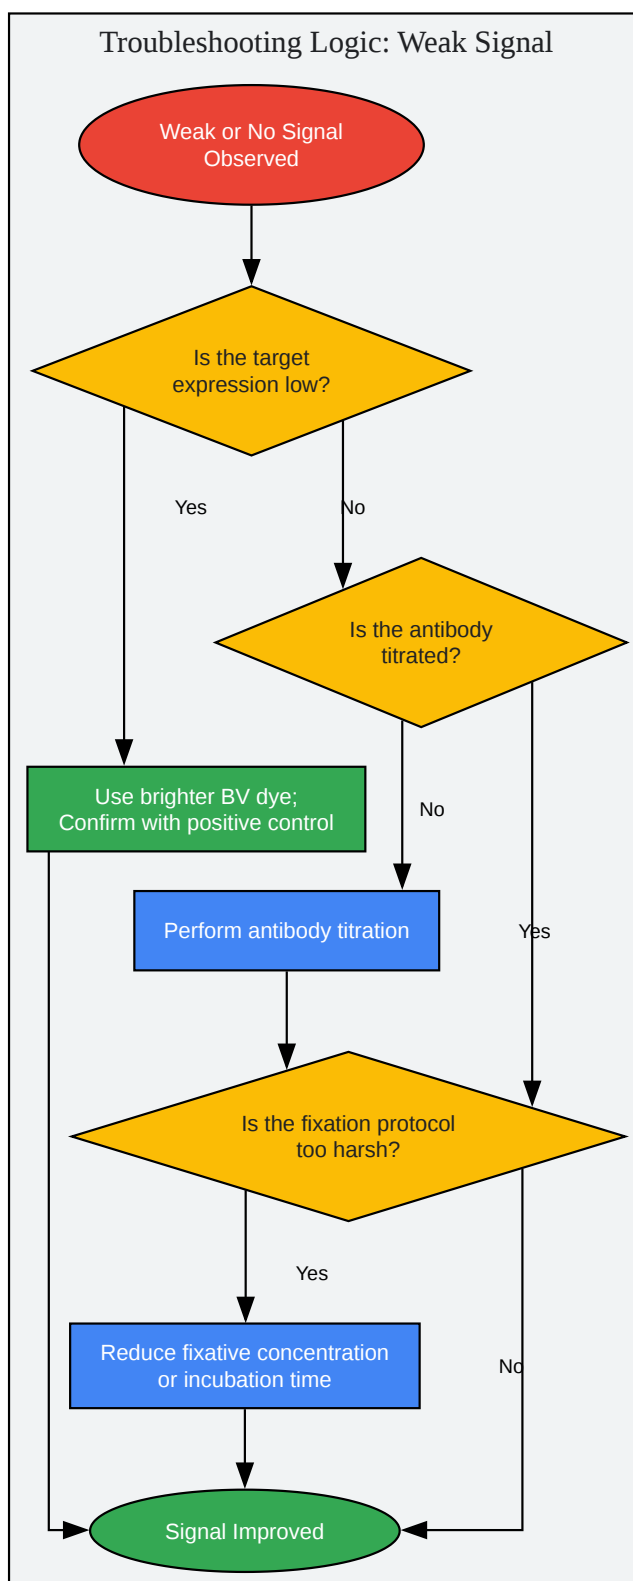 Troubleshooting Logic: Weak Signal
Weak or No Signal
Observed
Is the target
expression low?
Yes
No
Is the antibody
titrated?
Use brighter BV dye;
Confirm with positive control
No
Perform antibody titration
Yes
Is the fixation protocol
too harsh?
Yes
Reduce fixative concentration
or incubation time
No
Signal Improved